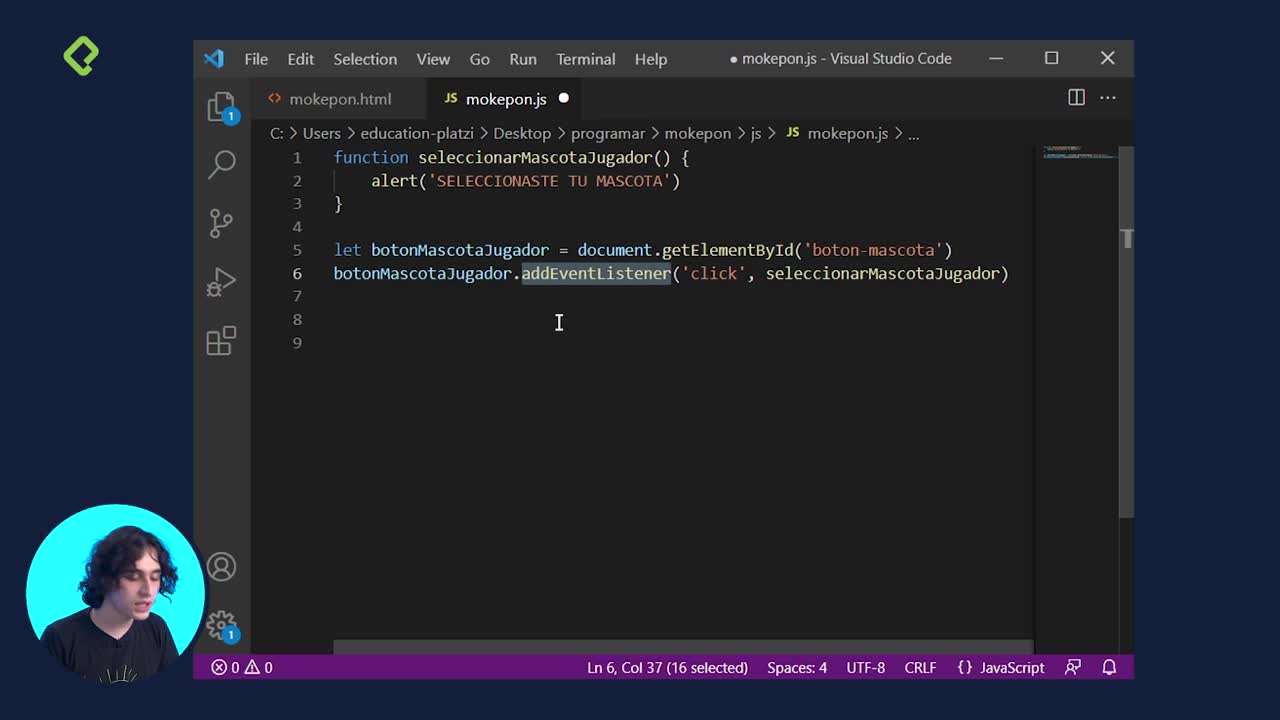 File Edit Selection View Go Run Terminal Help ● mokepon.js - Visual Studio Code
<> mokepon.html JS mokepon.js ●
C: > Users > education-platzi > Desktop > programar > mokepon > js > JS mokepon.js > ...
1 function seleccionarMascotaJugador() {
2 alert('SELECCIONASTE TU MASCOTA')
3 }
4
5 let botonMascotaJugador = document.getElementById('boton-mascota')
6 botonMascotaJugador.addEventListener('click', seleccionarMascotaJugador)
7
8
9
1
1
0 0 Ln 6, Col 37 (16 selected) Spaces: 4 UTF-8 CRLF {} JavaScript